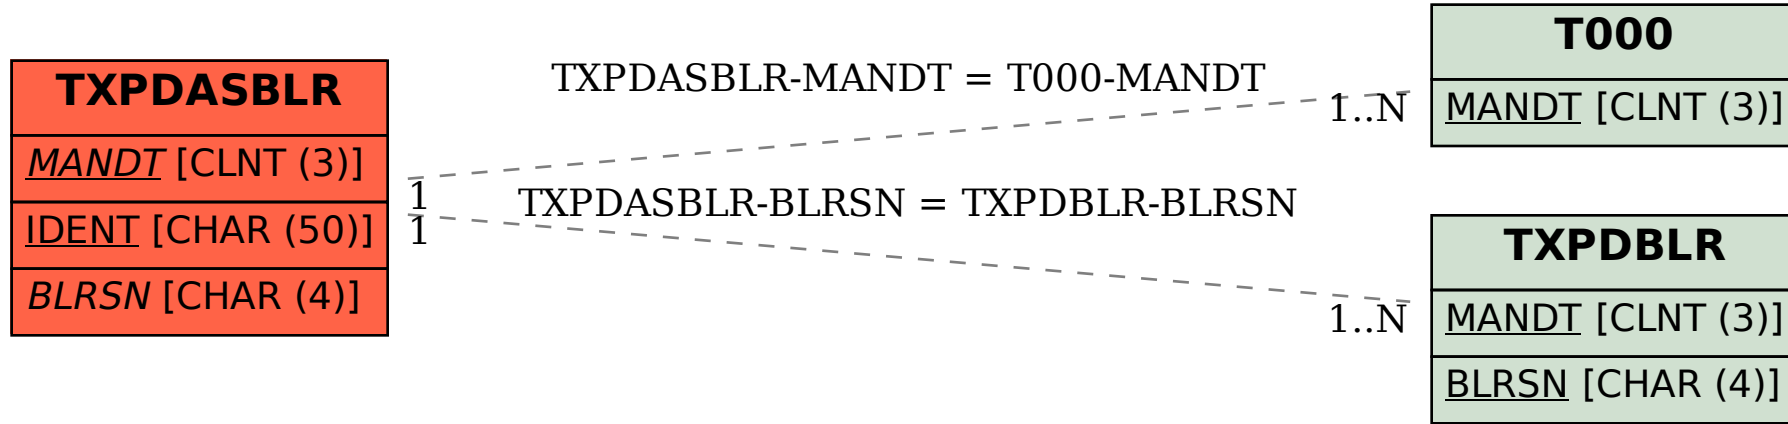 TXPDASBLR
MANDT [CLNT (3)]
IDENT [CHAR (50)]
BLRSN [CHAR (4)]
TXPDASBLR-MANDT = T000-MANDT
1
1..N
TXPDASBLR-BLRSN = TXPDBLR-BLRSN
1
1..N
T000
MANDT [CLNT (3)]
TXPDBLR
MANDT [CLNT (3)]
BLRSN [CHAR (4)]